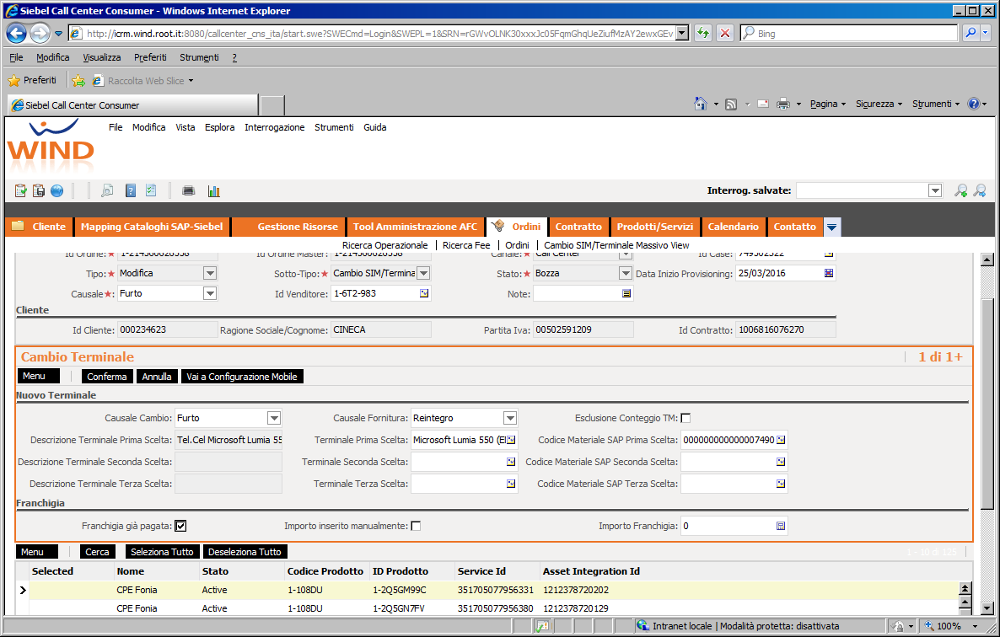 Siebel Call Center Consumer - Windows Internet Explorer
http://icrm.wind.root.it:8080/callcenter_cns_ita/start.swe?SWECmd=Login&SWEPL=1&SRN=rGWvOLNK30xxxJc05FqmGhqUeZiufMzAY2ewxGEv
Bing
File Modifica Visualizza Preferiti Strumenti ?
Preferiti Raccolta Web Slice
Siebel Call Center Consumer
Pagina Sicurezza Strumenti
WIND
File Modifica Vista Esplora Interrogazione Strumenti Guida
Interrog. salvate:
Cliente Mapping Cataloghi SAP-Siebel Gestione Risorse Tool Amministrazione AFC Ordini Contratto Prodotti/Servizi Calendario Contatto
Ricerca Operazionale | Ricerca Fee | Ordini | Cambio SIM/Terminale Massivo View
Id Ordine:* Id Ordine Master: Canale:* Call Center Id Case: 749502522
Tipo:* Modifica Sotto-Tipo:* Cambio SIM/Termina Stato:* Bozza Data Inizio Provisioning: 25/03/2016
Causale*: Furto Id Venditore: 1-6T2-983 Note:
Cliente
Id Cliente: 000234623 Ragione Sociale/Cognome: CINECA Partita Iva: 00502591209 Id Contratto: 1006816076270
Cambio Terminale 1 di 1+
Menu Conferma Annulla Vai a Configurazione Mobile
Nuovo Terminale
Causale Cambio: Furto Causale Fornitura: Reintegro Esclusione Conteggio TM:
Descrizione Terminale Prima Scelta: Tel.Cel Microsoft Lumia 55 Terminale Prima Scelta: Microsoft Lumia 550 (El Codice Materiale SAP Prima Scelta: 000000000000007490
Descrizione Terminale Seconda Scelta: Terminale Seconda Scelta: Codice Materiale SAP Seconda Scelta:
Descrizione Terminale Terza Scelta: Terminale Terza Scelta: Codice Materiale SAP Terza Scelta:
Franchigia
Franchigia già pagata: Importo inserito manualmente: Importo Franchigia: 0
Menu Cerca Seleziona Tutto Deseleziona Tutto 1 - 10 di 125
Selected Nome Stato Codice Prodotto ID Prodotto Service Id Asset Integration Id
CPE Fonia Active 1-108DU 1-2Q5GM99C 351705077956331 1212378720202
CPE Fonia Active 1-108DU 1-2Q5GN7FV 351705077956380 1212378720129
Intranet locale | Modalità protetta: disattivata 100%